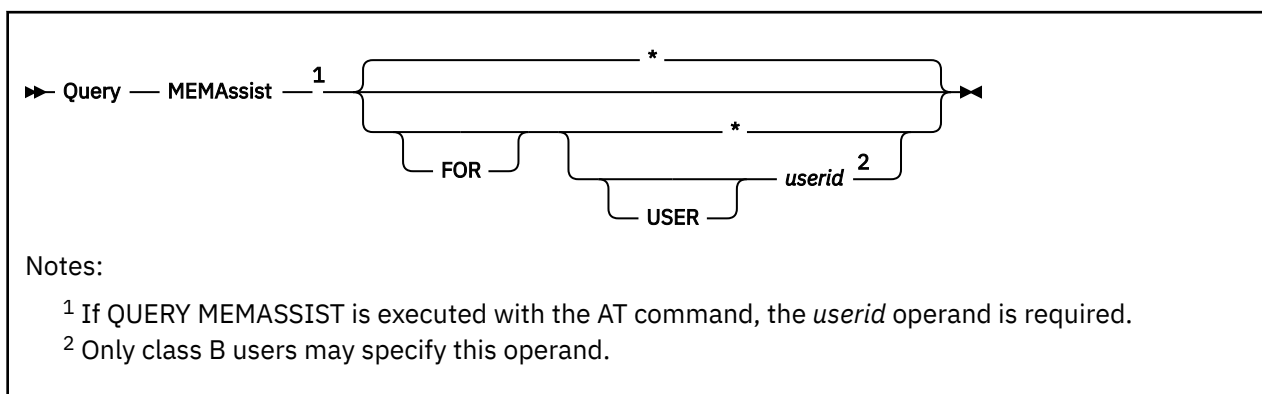 *
Query MEMAssist 1
*
FOR userid 2
USER
Notes:
1 If QUERY MEMASSIST is executed with the AT command, the userid operand is required.
2 Only class B users may specify this operand.